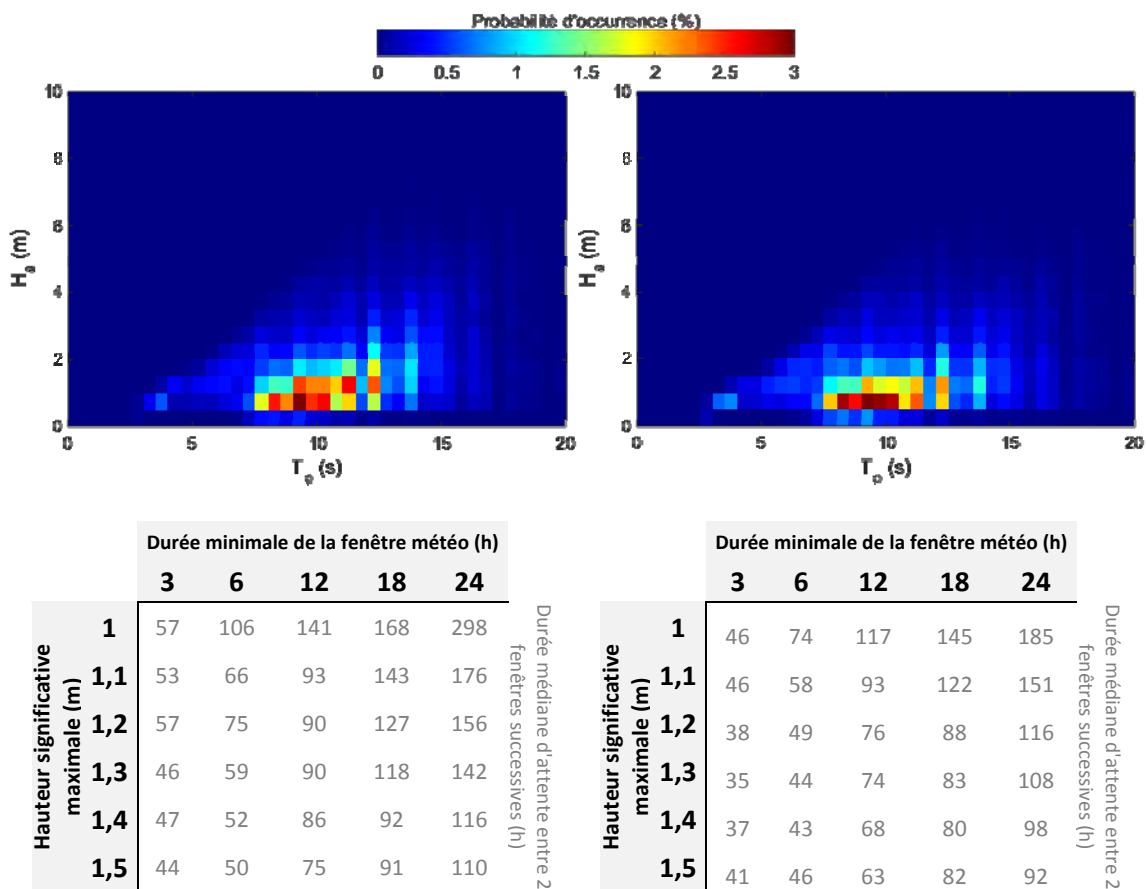 Probabilité d'occurrence (%)
0 0.5 1 1.5 2 2.5 3
10
8
6
4
2
0
H_s (m)
0 5 10 15 20
T_p (s)
10
8
6
4
2
0
H_s (m)
0 5 10 15 20
T_p (s)
Durée minimale de la fenêtre météo (h)
3 6 12 18 24
Hauteur significative
maximale (m)
1 57 106 141 168 298
1,1 53 66 93 143 176
1,2 57 75 90 127 156
1,3 46 59 90 118 142
1,4 47 52 86 92 116
1,5 44 50 75 91 110
Durée médiane d'attente entre 2
fenêtres successives (h)
Durée minimale de la fenêtre météo (h)
3 6 12 18 24
Hauteur significative
maximale (m)
1 46 74 117 145 185
1,1 46 58 93 122 151
1,2 38 49 76 88 116
1,3 35 44 74 83 108
1,4 37 43 68 80 98
1,5 41 46 63 82 92
Durée médiane d'attente entre 2
fenêtres successives (h)